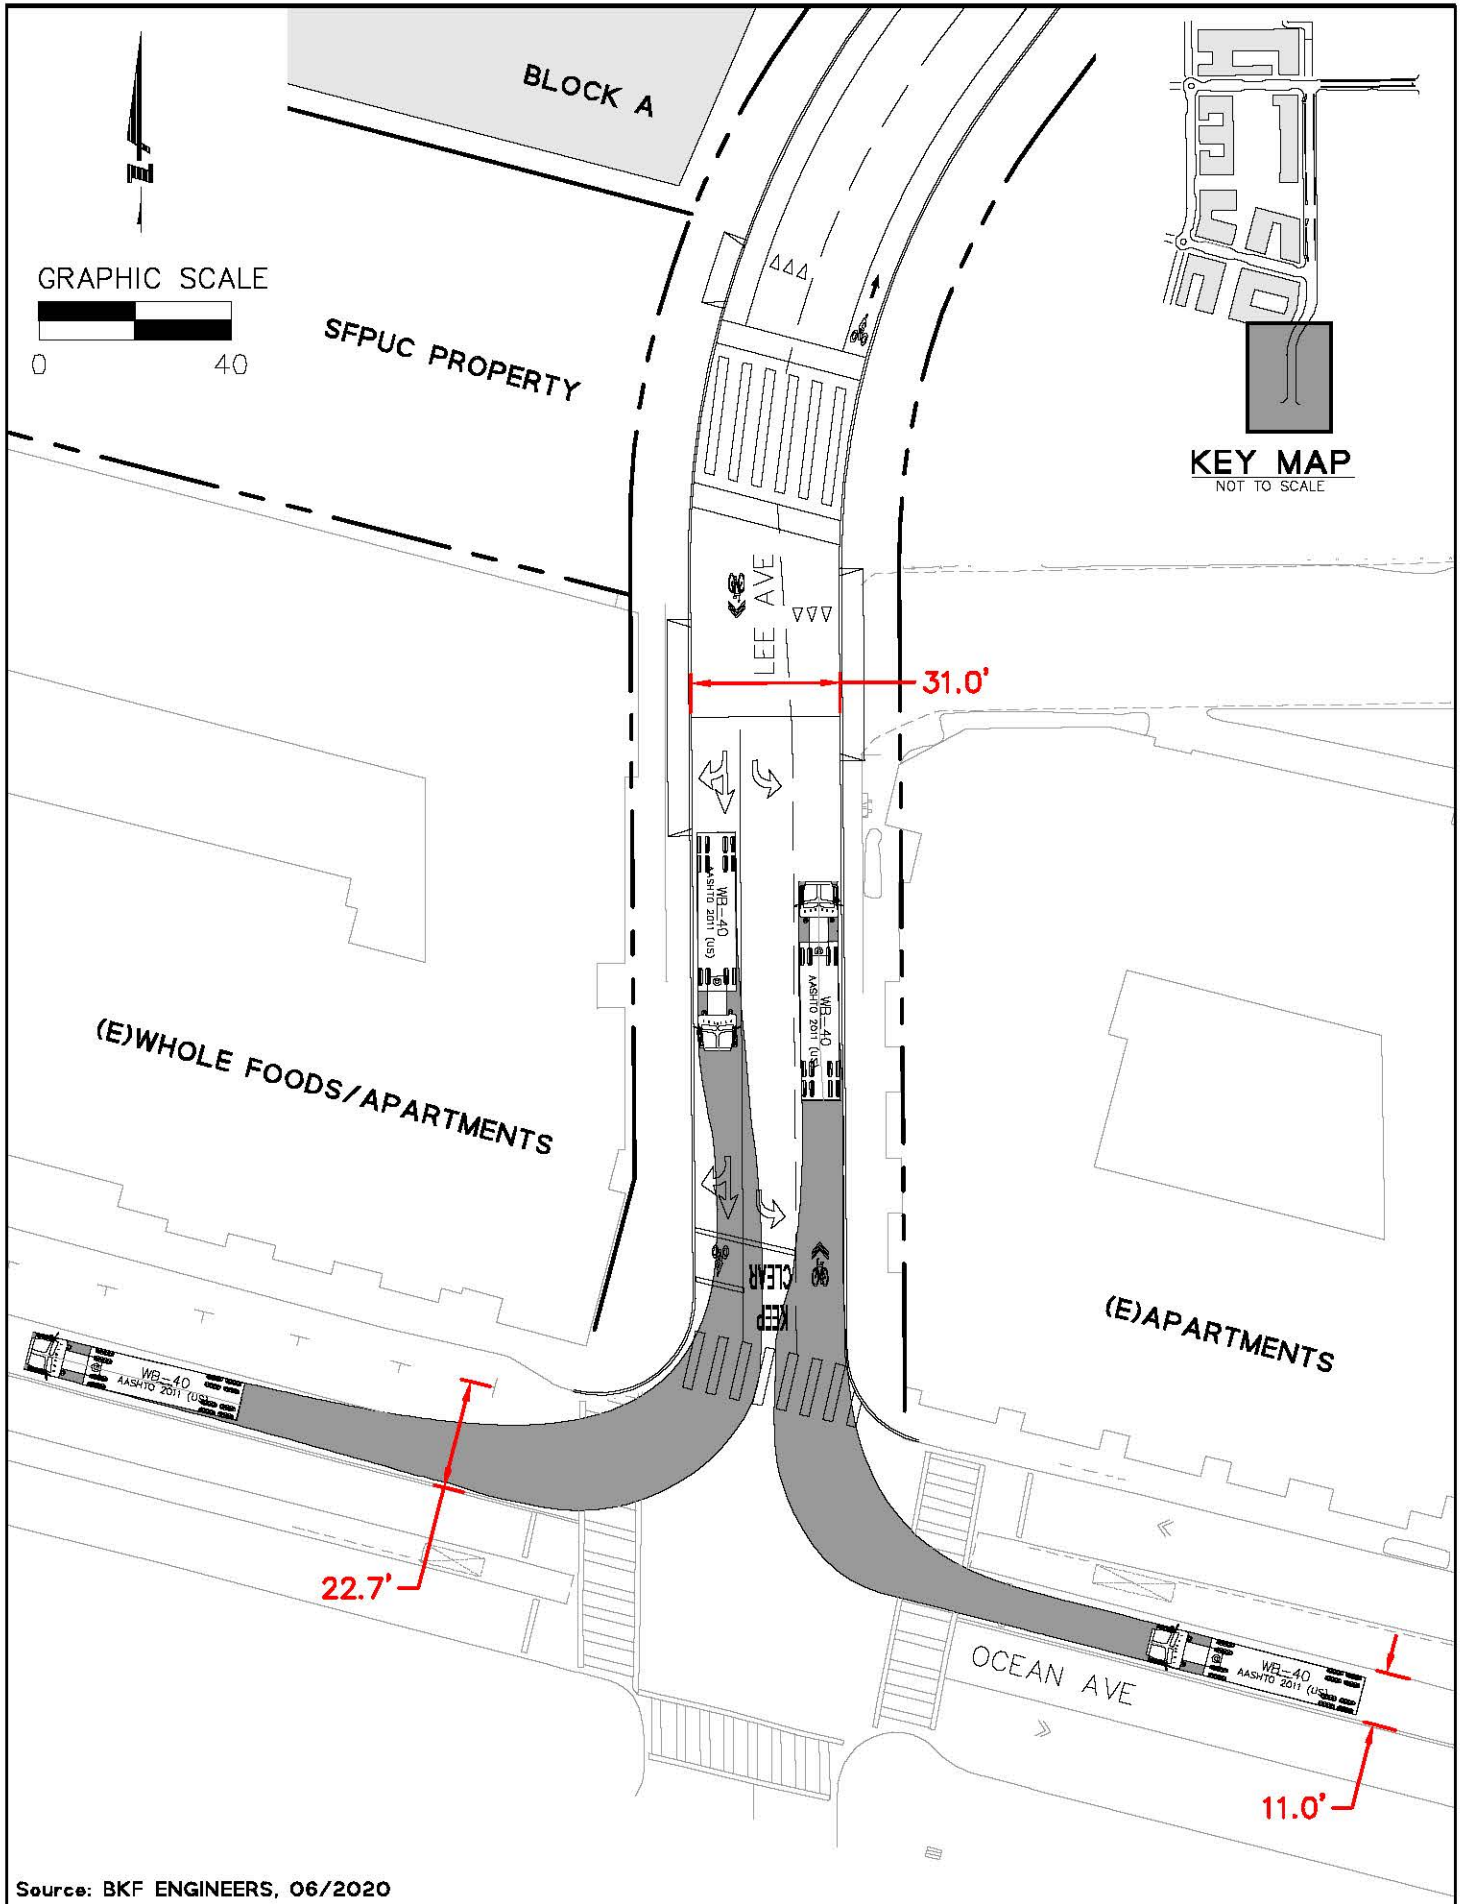 BLOCK A
GRAPHIC SCALE
0 40
SFPUC PROPERTY
KEY MAP
NOT TO SCALE
LEE AVE
31.0'
WB-40
AASHTO 2011 (US)
WB-40
AASHTO 2011 (US)
(E)WHOLE FOODS/APARTMENTS
CLEAR
KEEP
(E)APARTMENTS
WB-40
AASHTO 2011 (US)
22.7'
OCEAN AVE
WB-40
AASHTO 2011 (US)
11.0'
Source: BKF ENGINEERS, 06/2020